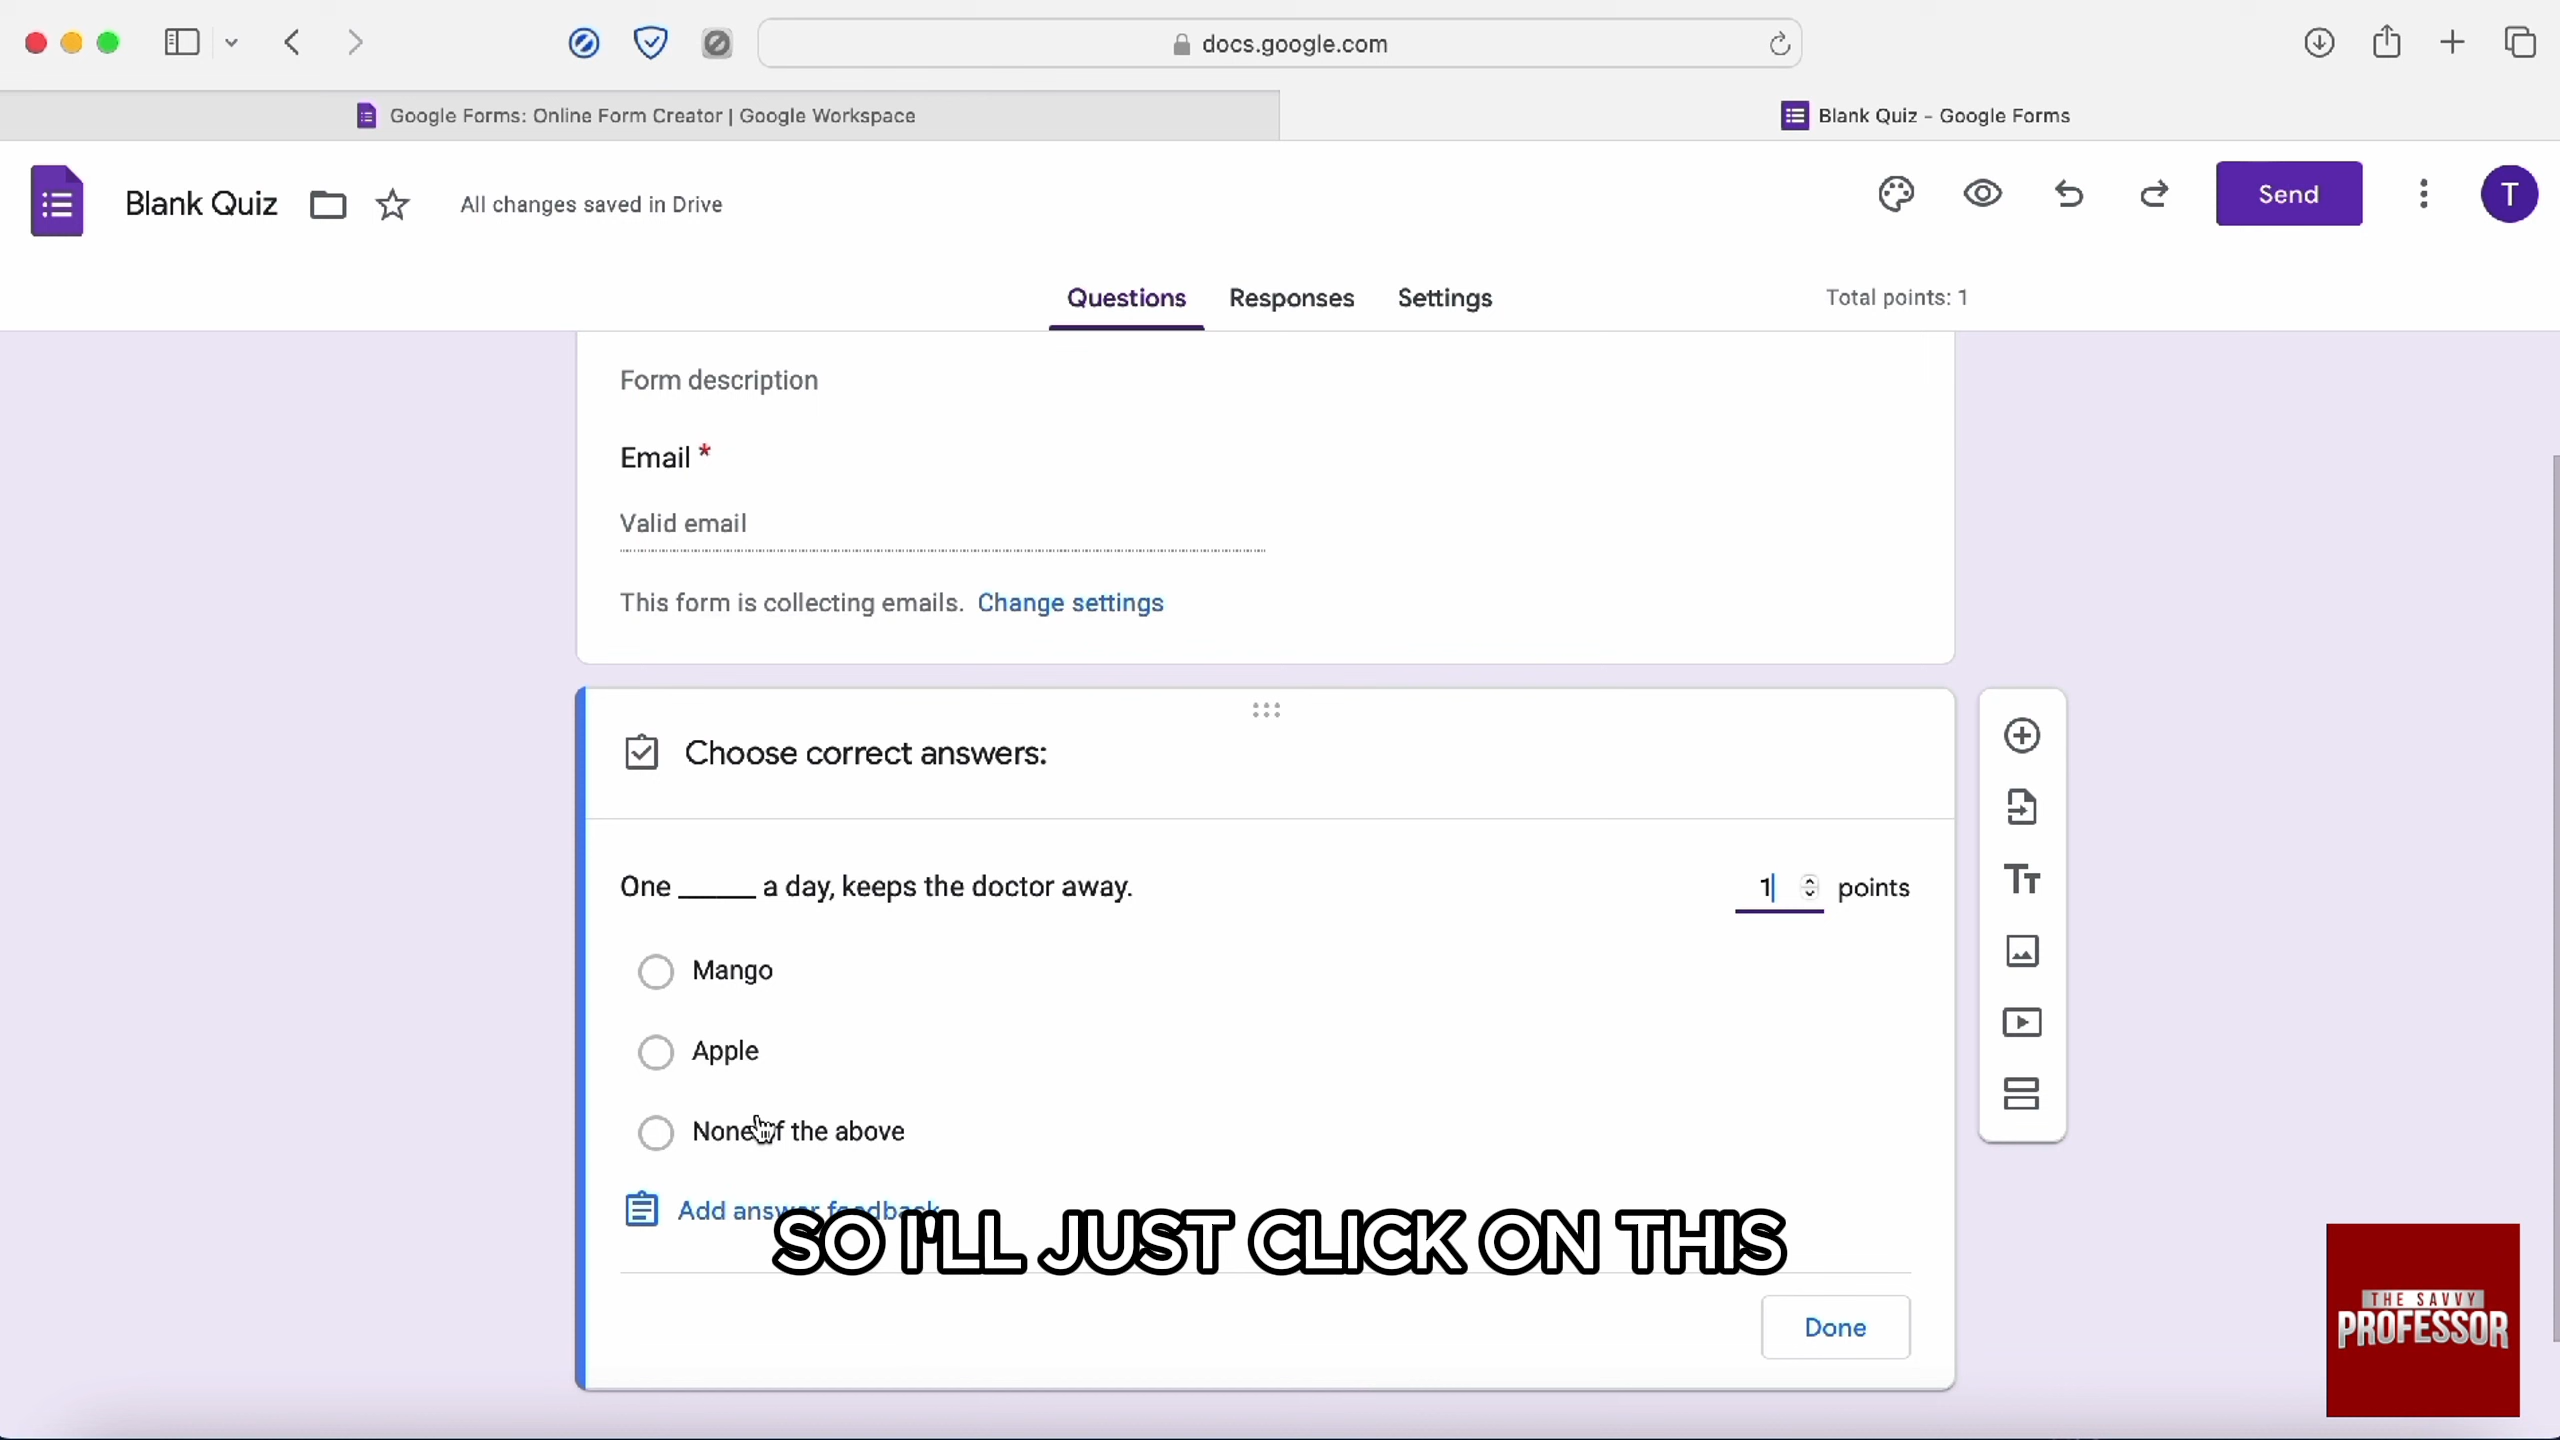 docs.google.com
Google Forms: Online Form Creator | Google Workspace
Blank Quiz - Google Forms
Blank Quiz
All changes saved in Drive
Send
T
Questions
Responses
Settings
Total points: 1
Form description
Email *
Valid email
This form is collecting emails. Change settings
Choose correct answers:
One ______ a day, keeps the doctor away.
1 points
Mango
Apple
None of the above
Add answer feedback
SO I'LL JUST CLICK ON THIS
Done
THE SAVVY
PROFESSOR